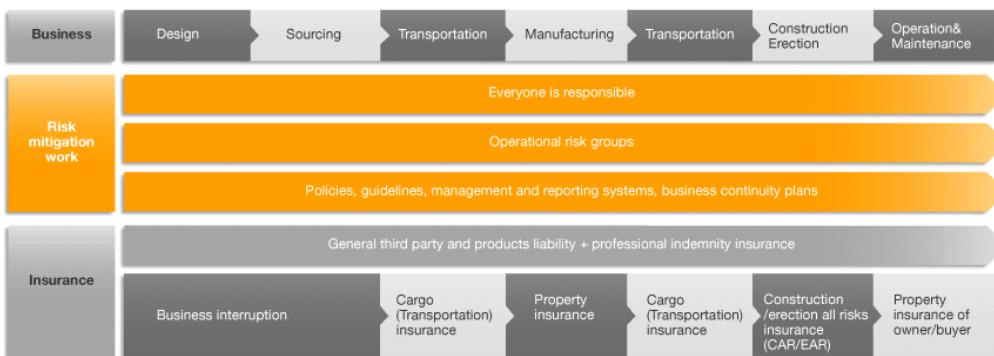 Business
Design
Sourcing
Transportation
Manufacturing
Transportation
Construction
Erection
Operation&
Maintenance
Risk
mitigation
work
Everyone is responsible
Operational risk groups
Policies, guidelines, management and reporting systems, business continuity plans
Insurance
General third party and products liability + professional indemnity insurance
Business interruption
Cargo
(Transportation)
insurance
Property
insurance
Cargo
(Transportation)
insurance
Construction
/erection all risks
insurance
(CAR/EAR)
Property
insurance of
owner/buyer